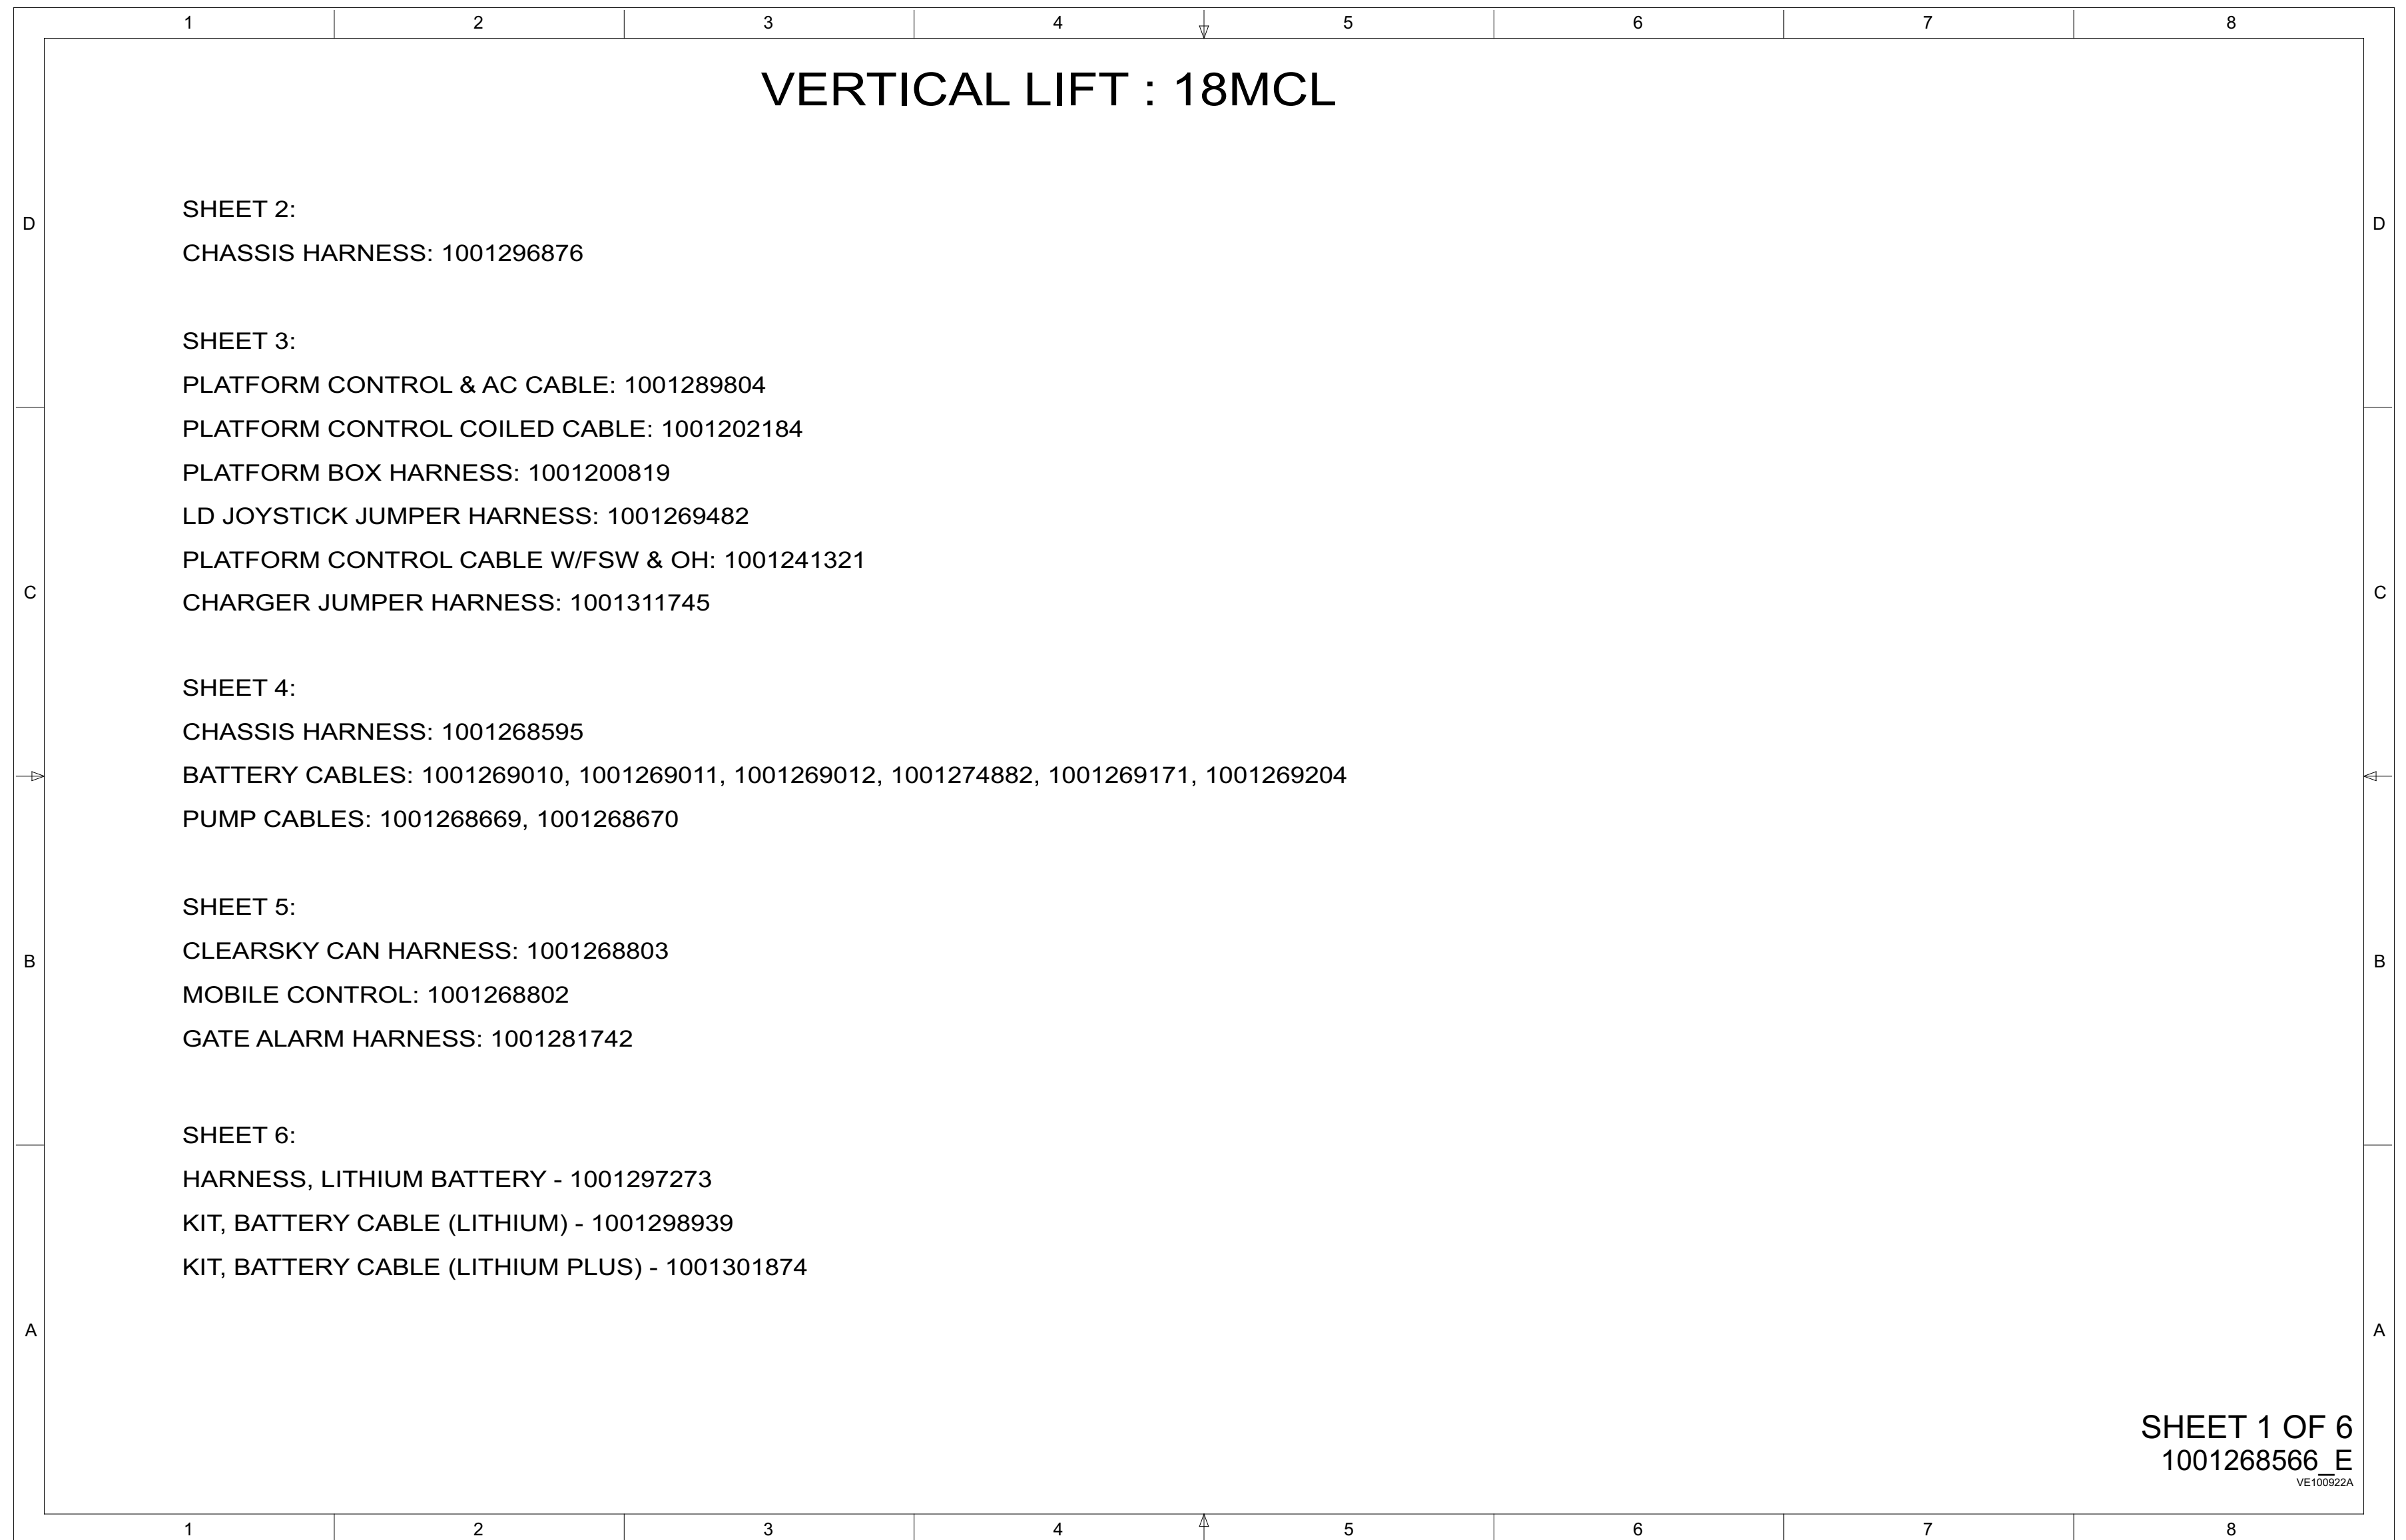 1 2 3 4 5 6 7 8
VERTICAL LIFT : 18MCL
SHEET 2:
D D
CHASSIS HARNESS: 1001296876
SHEET 3:
PLATFORM CONTROL & AC CABLE: 1001289804
PLATFORM CONTROL COILED CABLE: 1001202184
PLATFORM BOX HARNESS: 1001200819
LD JOYSTICK JUMPER HARNESS: 1001269482
PLATFORM CONTROL CABLE W/FSW & OH: 1001241321
C C
CHARGER JUMPER HARNESS: 1001311745
SHEET 4:
CHASSIS HARNESS: 1001268595
BATTERY CABLES: 1001269010, 1001269011, 1001269012, 1001274882, 1001269171, 1001269204
PUMP CABLES: 1001268669, 1001268670
SHEET 5:
CLEARSKY CAN HARNESS: 1001268803
B B
MOBILE CONTROL: 1001268802
GATE ALARM HARNESS: 1001281742
SHEET 6:
HARNESS, LITHIUM BATTERY - 1001297273
KIT, BATTERY CABLE (LITHIUM) - 1001298939
KIT, BATTERY CABLE (LITHIUM PLUS) - 1001301874
A A
SHEET 1 OF 6
1001268566_E
VE100922A
1 2 3 4 5 6 7 8